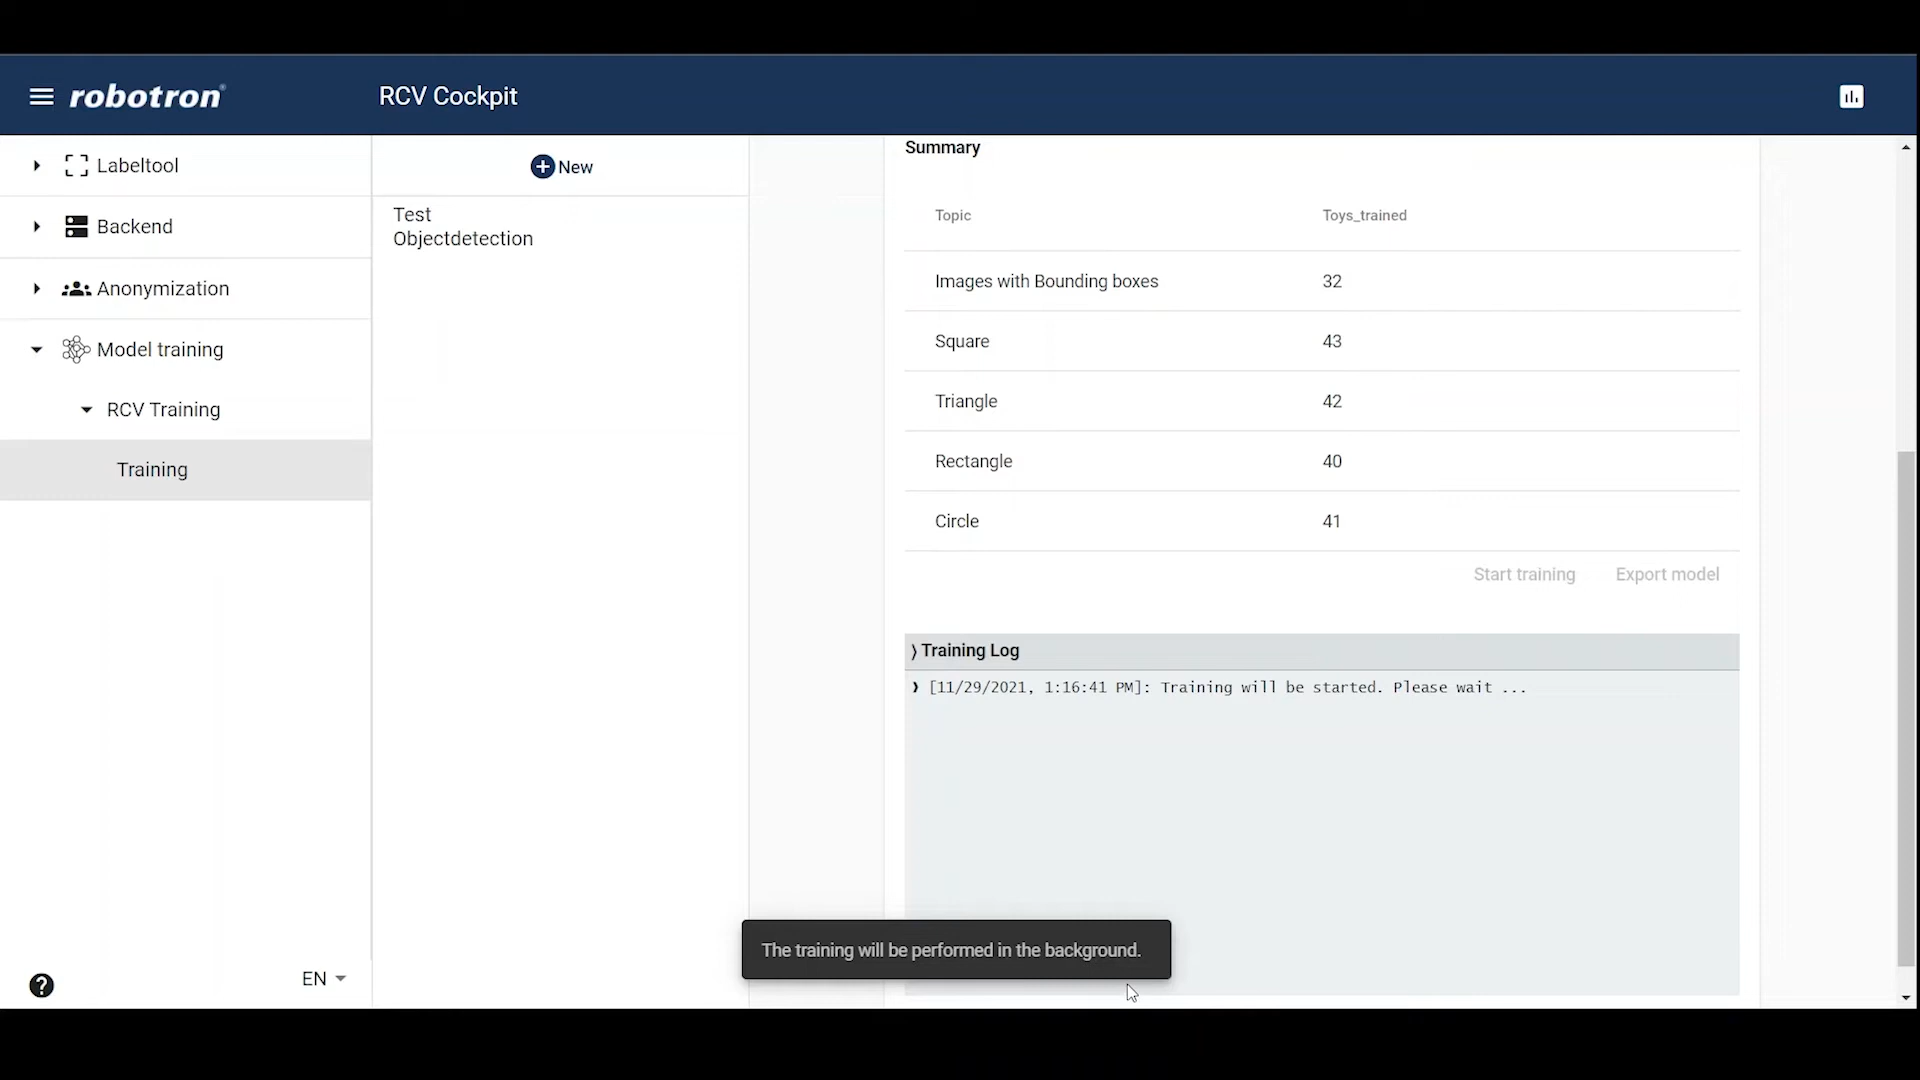 robotron
RCV Cockpit
Labeltool
Backend
Anonymization
Model training
RCV Training
Training
EN
New
Test
Objectdetection
Summary
Topic Toys_trained
Images with Bounding boxes 32
Square 43
Triangle 42
Rectangle 40
Circle 41
Start training Export model
Training Log
[11/29/2021, 1:16:41 PM]: Training will be started. Please wait ...
The training will be performed in the background.